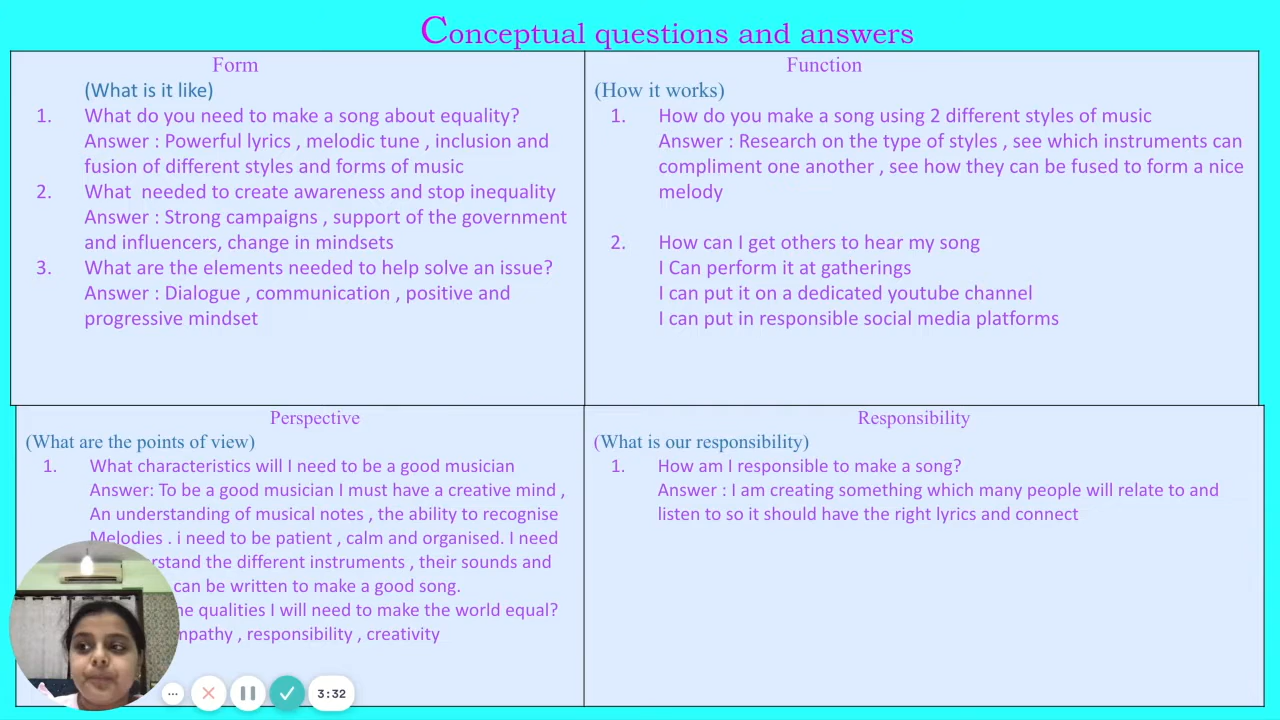 Conceptual questions and answers
Form
(What is it like)
1. What do you need to make a song about equality?
Answer : Powerful lyrics , melodic tune , inclusion and
fusion of different styles and forms of music
2. What needed to create awareness and stop inequality
Answer : Strong campaigns , support of the government
and influencers, change in mindsets
3. What are the elements needed to help solve an issue?
Answer : Dialogue , communication , positive and
progressive mindset
Function
(How it works)
1. How do you make a song using 2 different styles of music
Answer : Research on the type of styles , see which instruments can
compliment one another , see how they can be fused to form a nice
melody
2. How can I get others to hear my song
I Can perform it at gatherings
I can put it on a dedicated youtube channel
I can put in responsible social media platforms
Perspective
(What are the points of view)
1. What characteristics will I need to be a good musician
Answer: To be a good musician I must have a creative mind ,
An understanding of musical notes , the ability to recognise
Melodies . i need to be patient , calm and organised. I need
the different instruments , their sounds and
can be written to make a good song.
qualities I will need to make the world equal?
, responsibility , creativity
Responsibility
(What is our responsibility)
1. How am I responsible to make a song?
Answer : I am creating something which many people will relate to and
listen to so it should have the right lyrics and connect
3:32